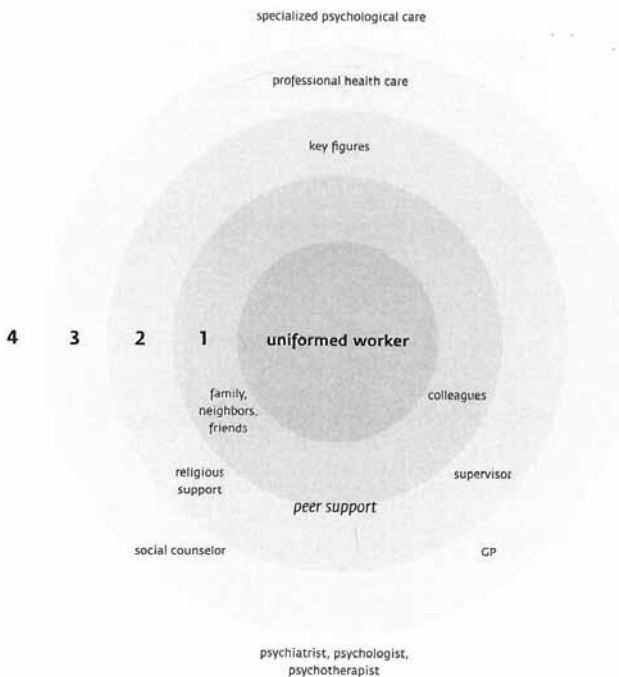 specialized psychological care
professional health care
key figures
4 3 2 1 uniformed worker
family,
neighbors,
friends
colleagues
religious
support
supervisor
peer support
social counselor
GP
psychiatrist, psychologist,
psychotherapist